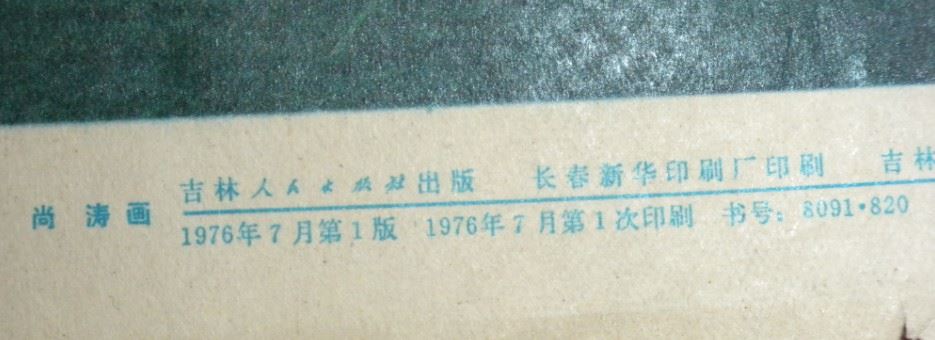 尚涛画
吉林人民出版社出版 长春新华印刷厂印刷 吉林
1976年7月第1版 1976年7月第1次印刷 书号：8091·820